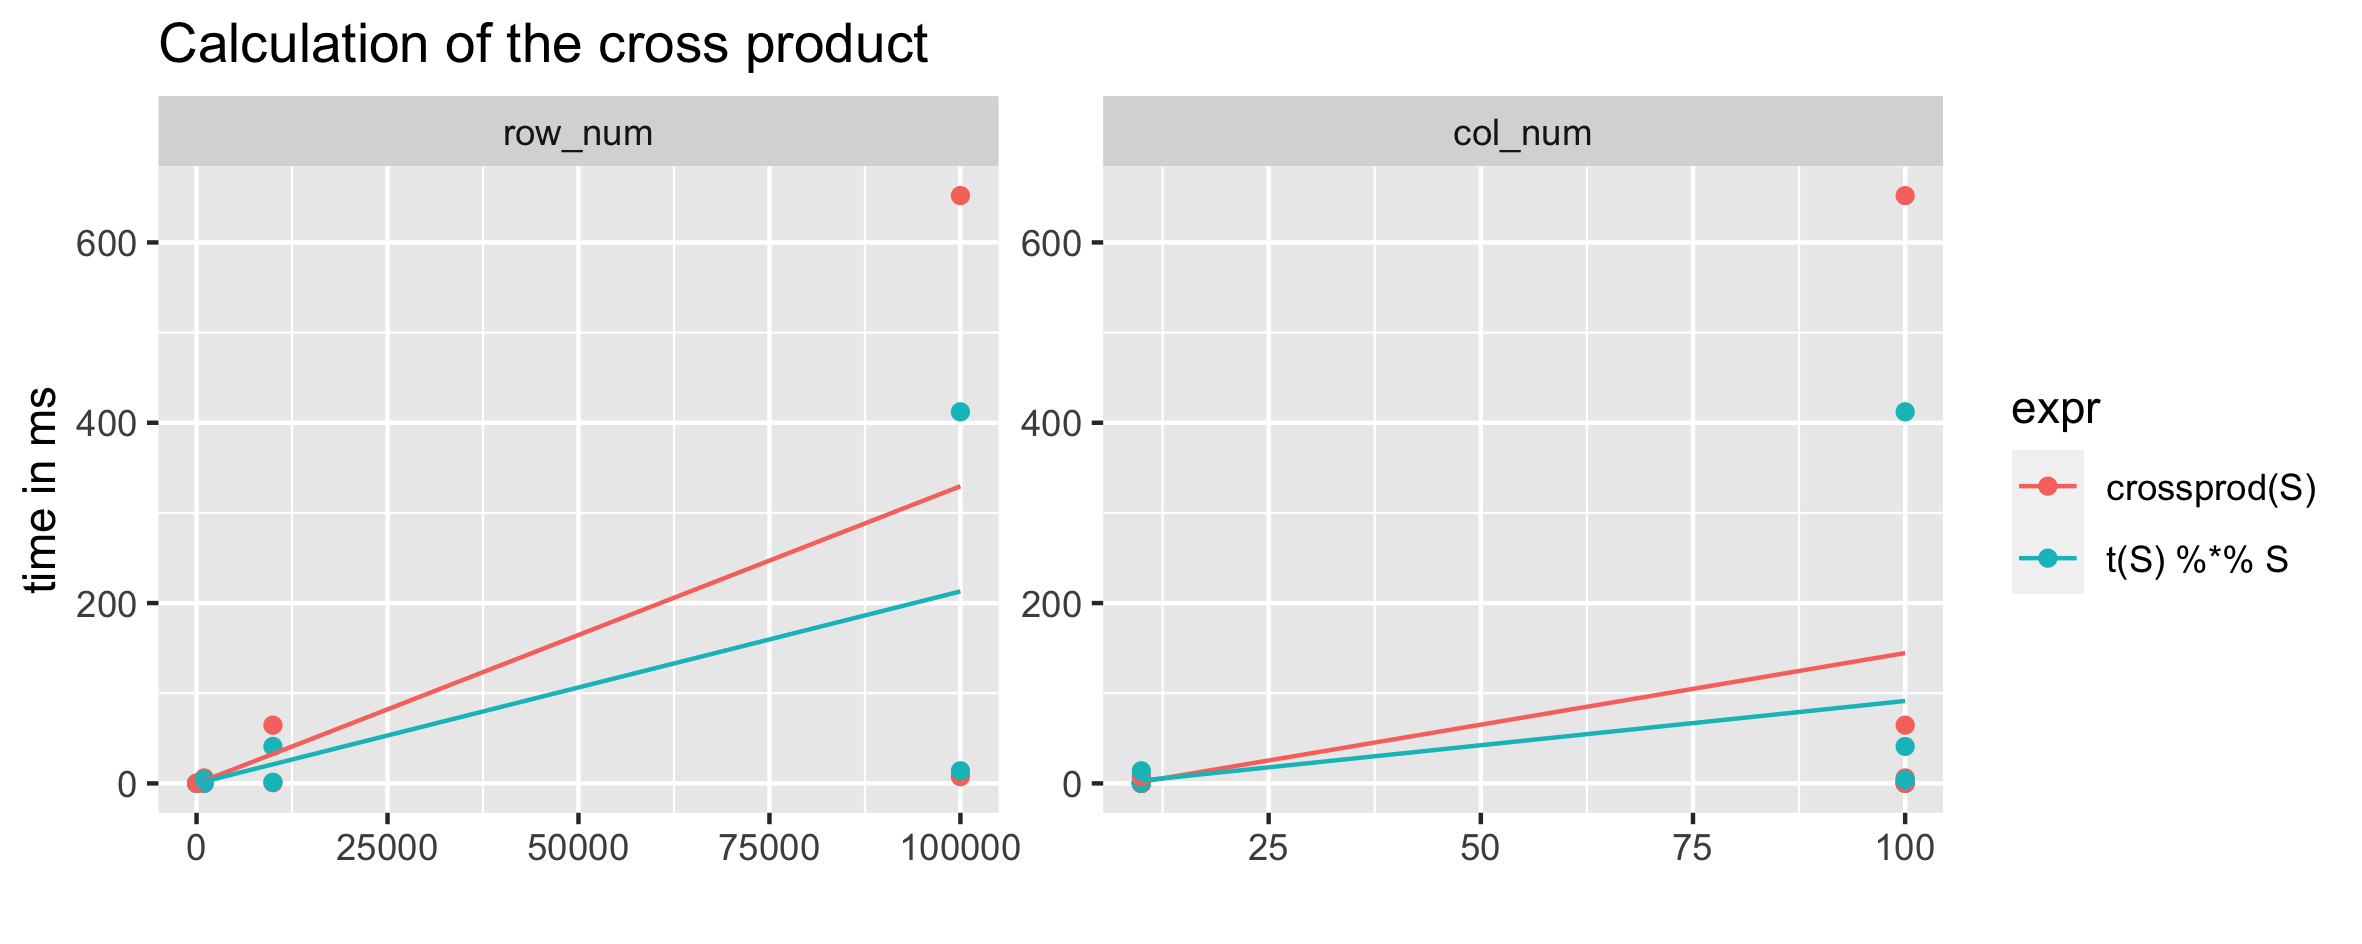 Calculation of the cross product
row_num
col_num
time in ms
600
400
200
0
0
25000
50000
75000
100000
600
400
200
0
25
50
75
100
expr
crossprod(S)
t(S) %*% S